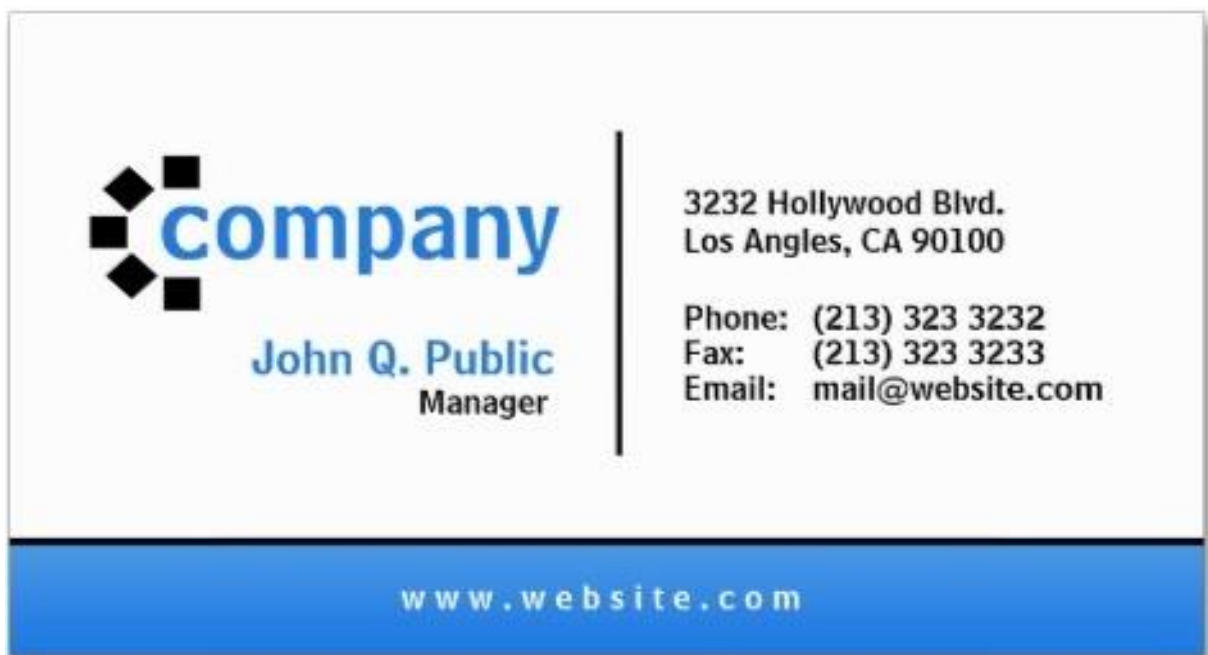 company
John Q. Public
Manager
3232 Hollywood Blvd.
Los Angles, CA 90100
Phone: (213) 323 3232
Fax: (213) 323 3233
Email: mail@website.com
www.website.com